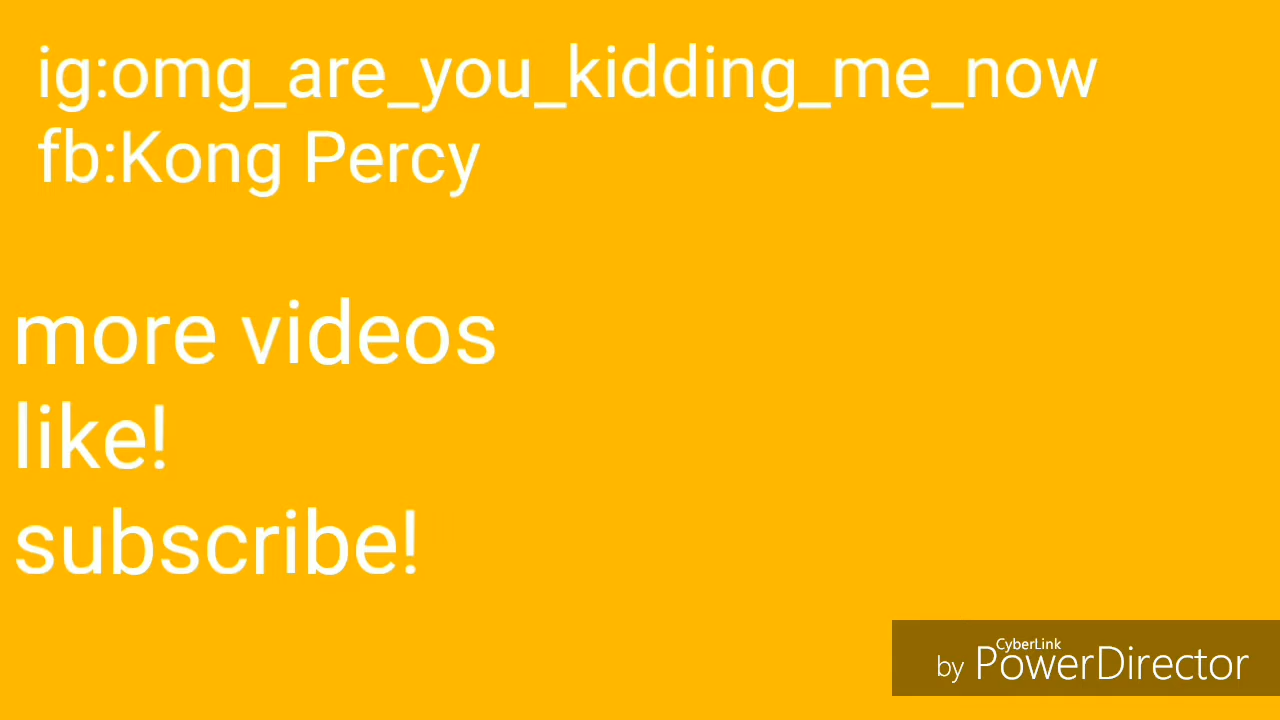 ig:omg_are_you_kidding_me_now
fb:Kong Percy
more videos
like!
subscribe!
CyberLink
by PowerDirector